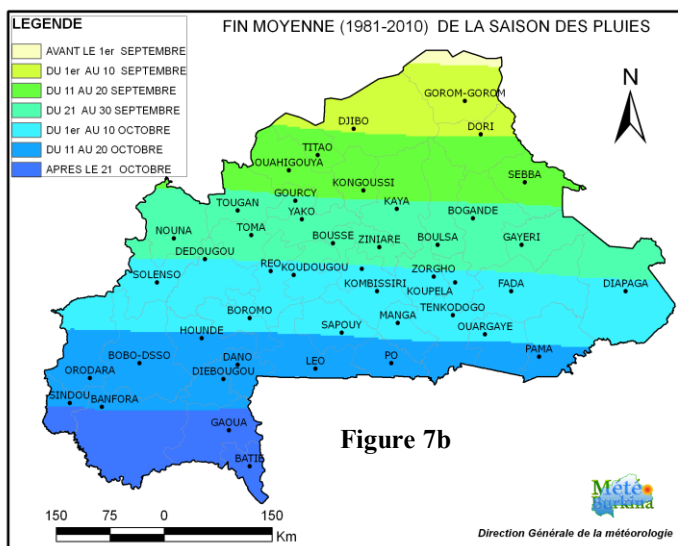 FIN MOYENNE (1981-2010) DE LA SAISON DES PLUIES
LEGENDE
AVANT LE 1er SEPTEMBRE
DU 1er AU 10 SEPTEMBRE
DU 11 AU 20 SEPTEMBRE
DU 21 AU 30 SEPTEMBRE
DU 1er AU 10 OCTOBRE
DU 11 AU 20 OCTOBRE
APRES LE 21 OCTOBRE
N
GOROM-GOROM
DJIBO
DORI
TITAO
OUAHIGOUYA
KONGOUSSI
SEBBA
GOURCY
TOUGAN
YAKO
KAYA
BOGANDE
NOUNA
TOMA
BOUSSE
ZINIARE
BOULSA
GAYERI
DEDOUGOU
SOLENSO
REO
KOUDOUGOU
ZORGHO
KOMBISSIRI
KOUPELA
FADA
DIAPAGA
BOROMO
MANGA
TENKODOGO
HOUNDE
SAPOUY
OUARGAYE
BOBO-DSSO
DANO
LEO
PO
PAMA
ORODARA
DIEBOUGOU
SINDOU
BANFORA
GAOUA
BATIE
Figure 7b
150 75 0 150
Km
Météo
Burkina
Direction Générale de la météorologie